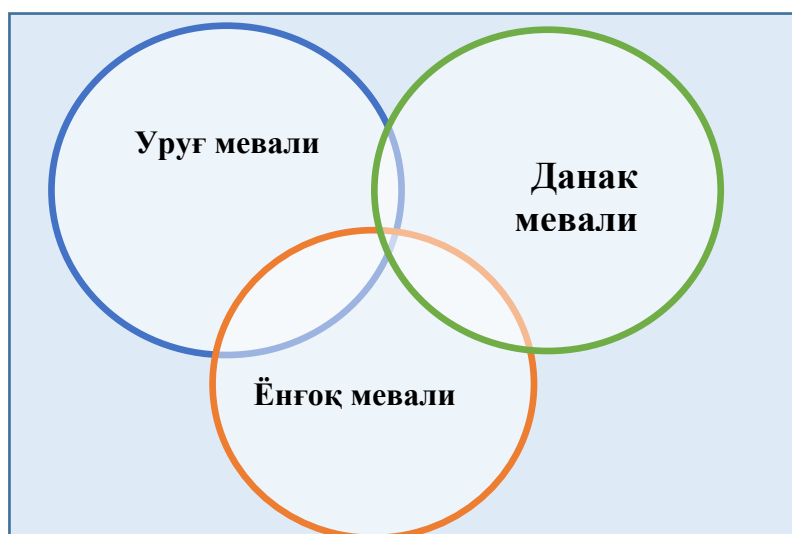 Уруғ мевали
Данак
мевали
Ёнғоқ мевали